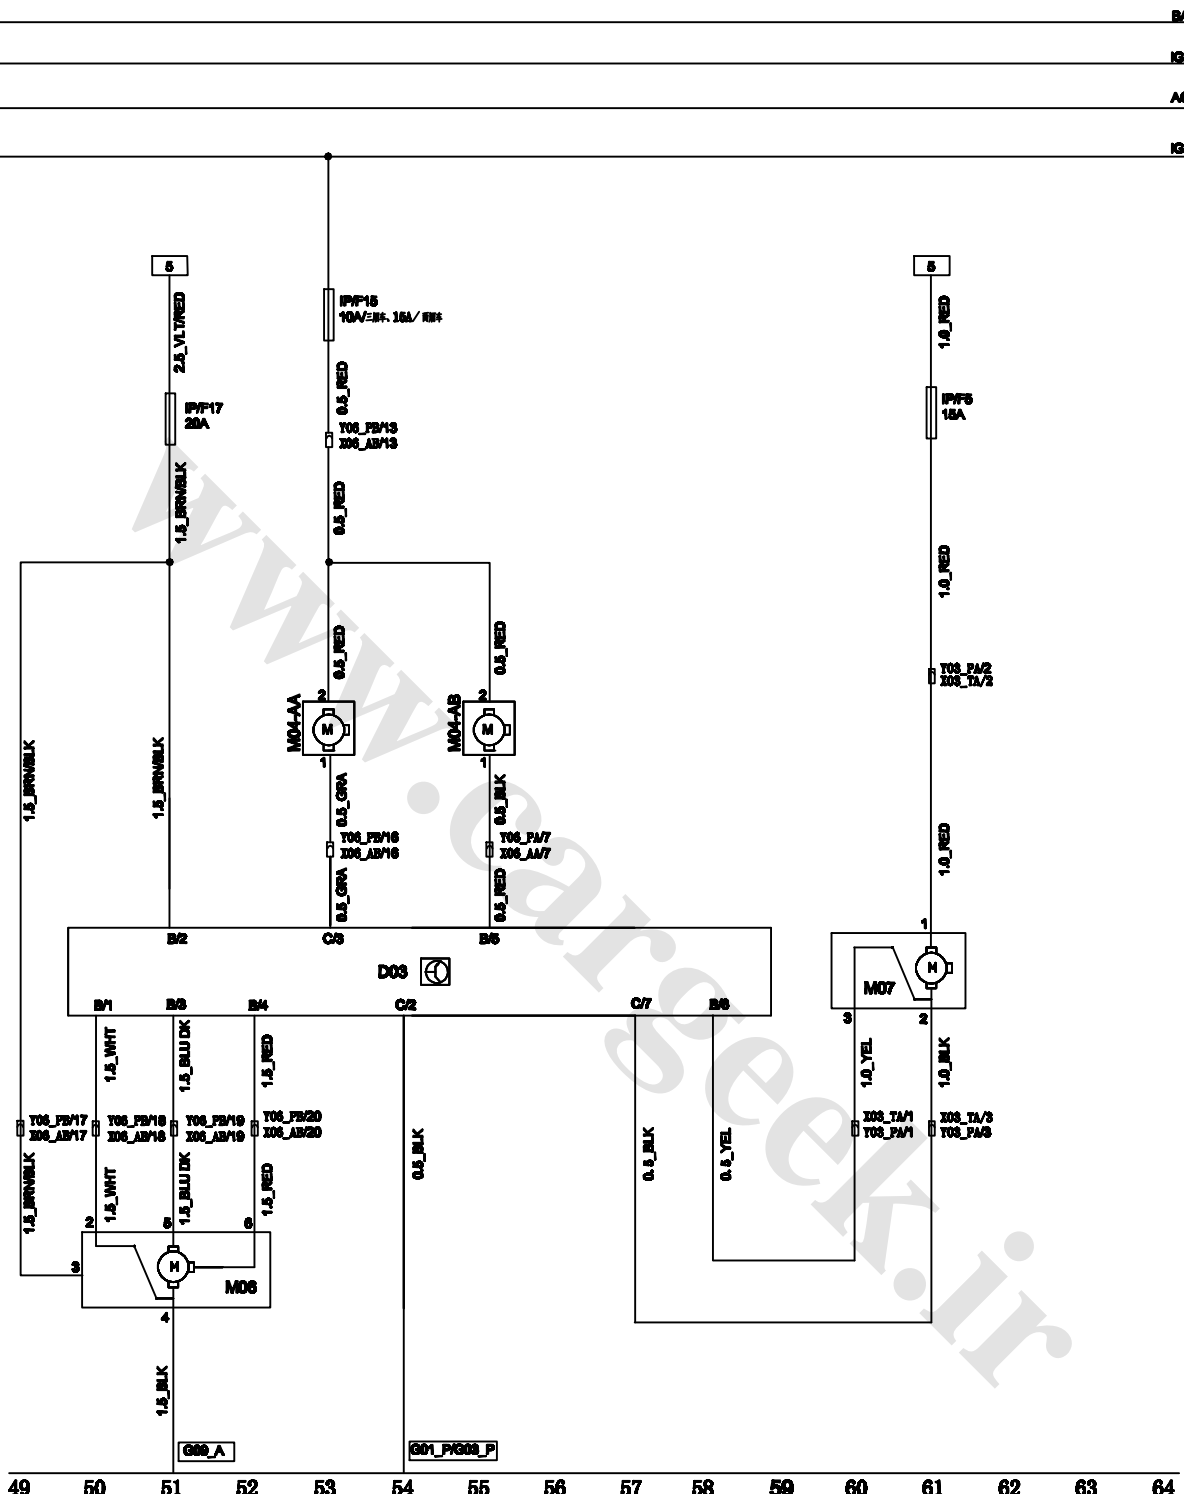 5
2.5_VLT/RED
IP/F17
20A
1.5_BRN/BLK
IP/F15
0.5_RED
Y06_PB/13
X06_AB/13
0.5_RED
5
1.0_RED
IP/F5
15A
1.0_RED
Y03_PA/2
X03_TA/2
1.0_RED
1.5_BRN/BLK
1.5_BRN/BLK
0.5_RED
0.5_RED
2
M04-AA
M
1
2
M04-AB
M
1
0.5_GRA
Y06_PB/16
X06_AB/16
0.5_GRA
0.5_BLK
Y06_PA/7
X06_AA/7
0.5_RED
B/2
C/3
B/5
D03
B/1
B/3
B/4
C/2
C/7
B/6
1
M
M07
3
2
1.5_WHT
1.5_BLU DK
1.5_RED
1.0_YEL
1.0_BLK
Y06_PB/17
X06_AB/17
Y06_PB/18
X06_AB/18
Y06_PB/19
X06_AB/19
Y06_PB/20
X06_AB/20
X03_TA/1
Y03_PA/1
X03_TA/3
Y03_PA/3
1.5_BRN/BLK
1.5_WHT
1.5_BLU DK
1.5_RED
0.5_BLK
0.5_BLK
0.5_YEL
2
5
6
3
M
M06
4
1.5_BLK
G09_A
G01_P/G03_P
49 50 51 52 53 54 55 56 57 58 59 60 61 62 63 64
www.cargeek.ir